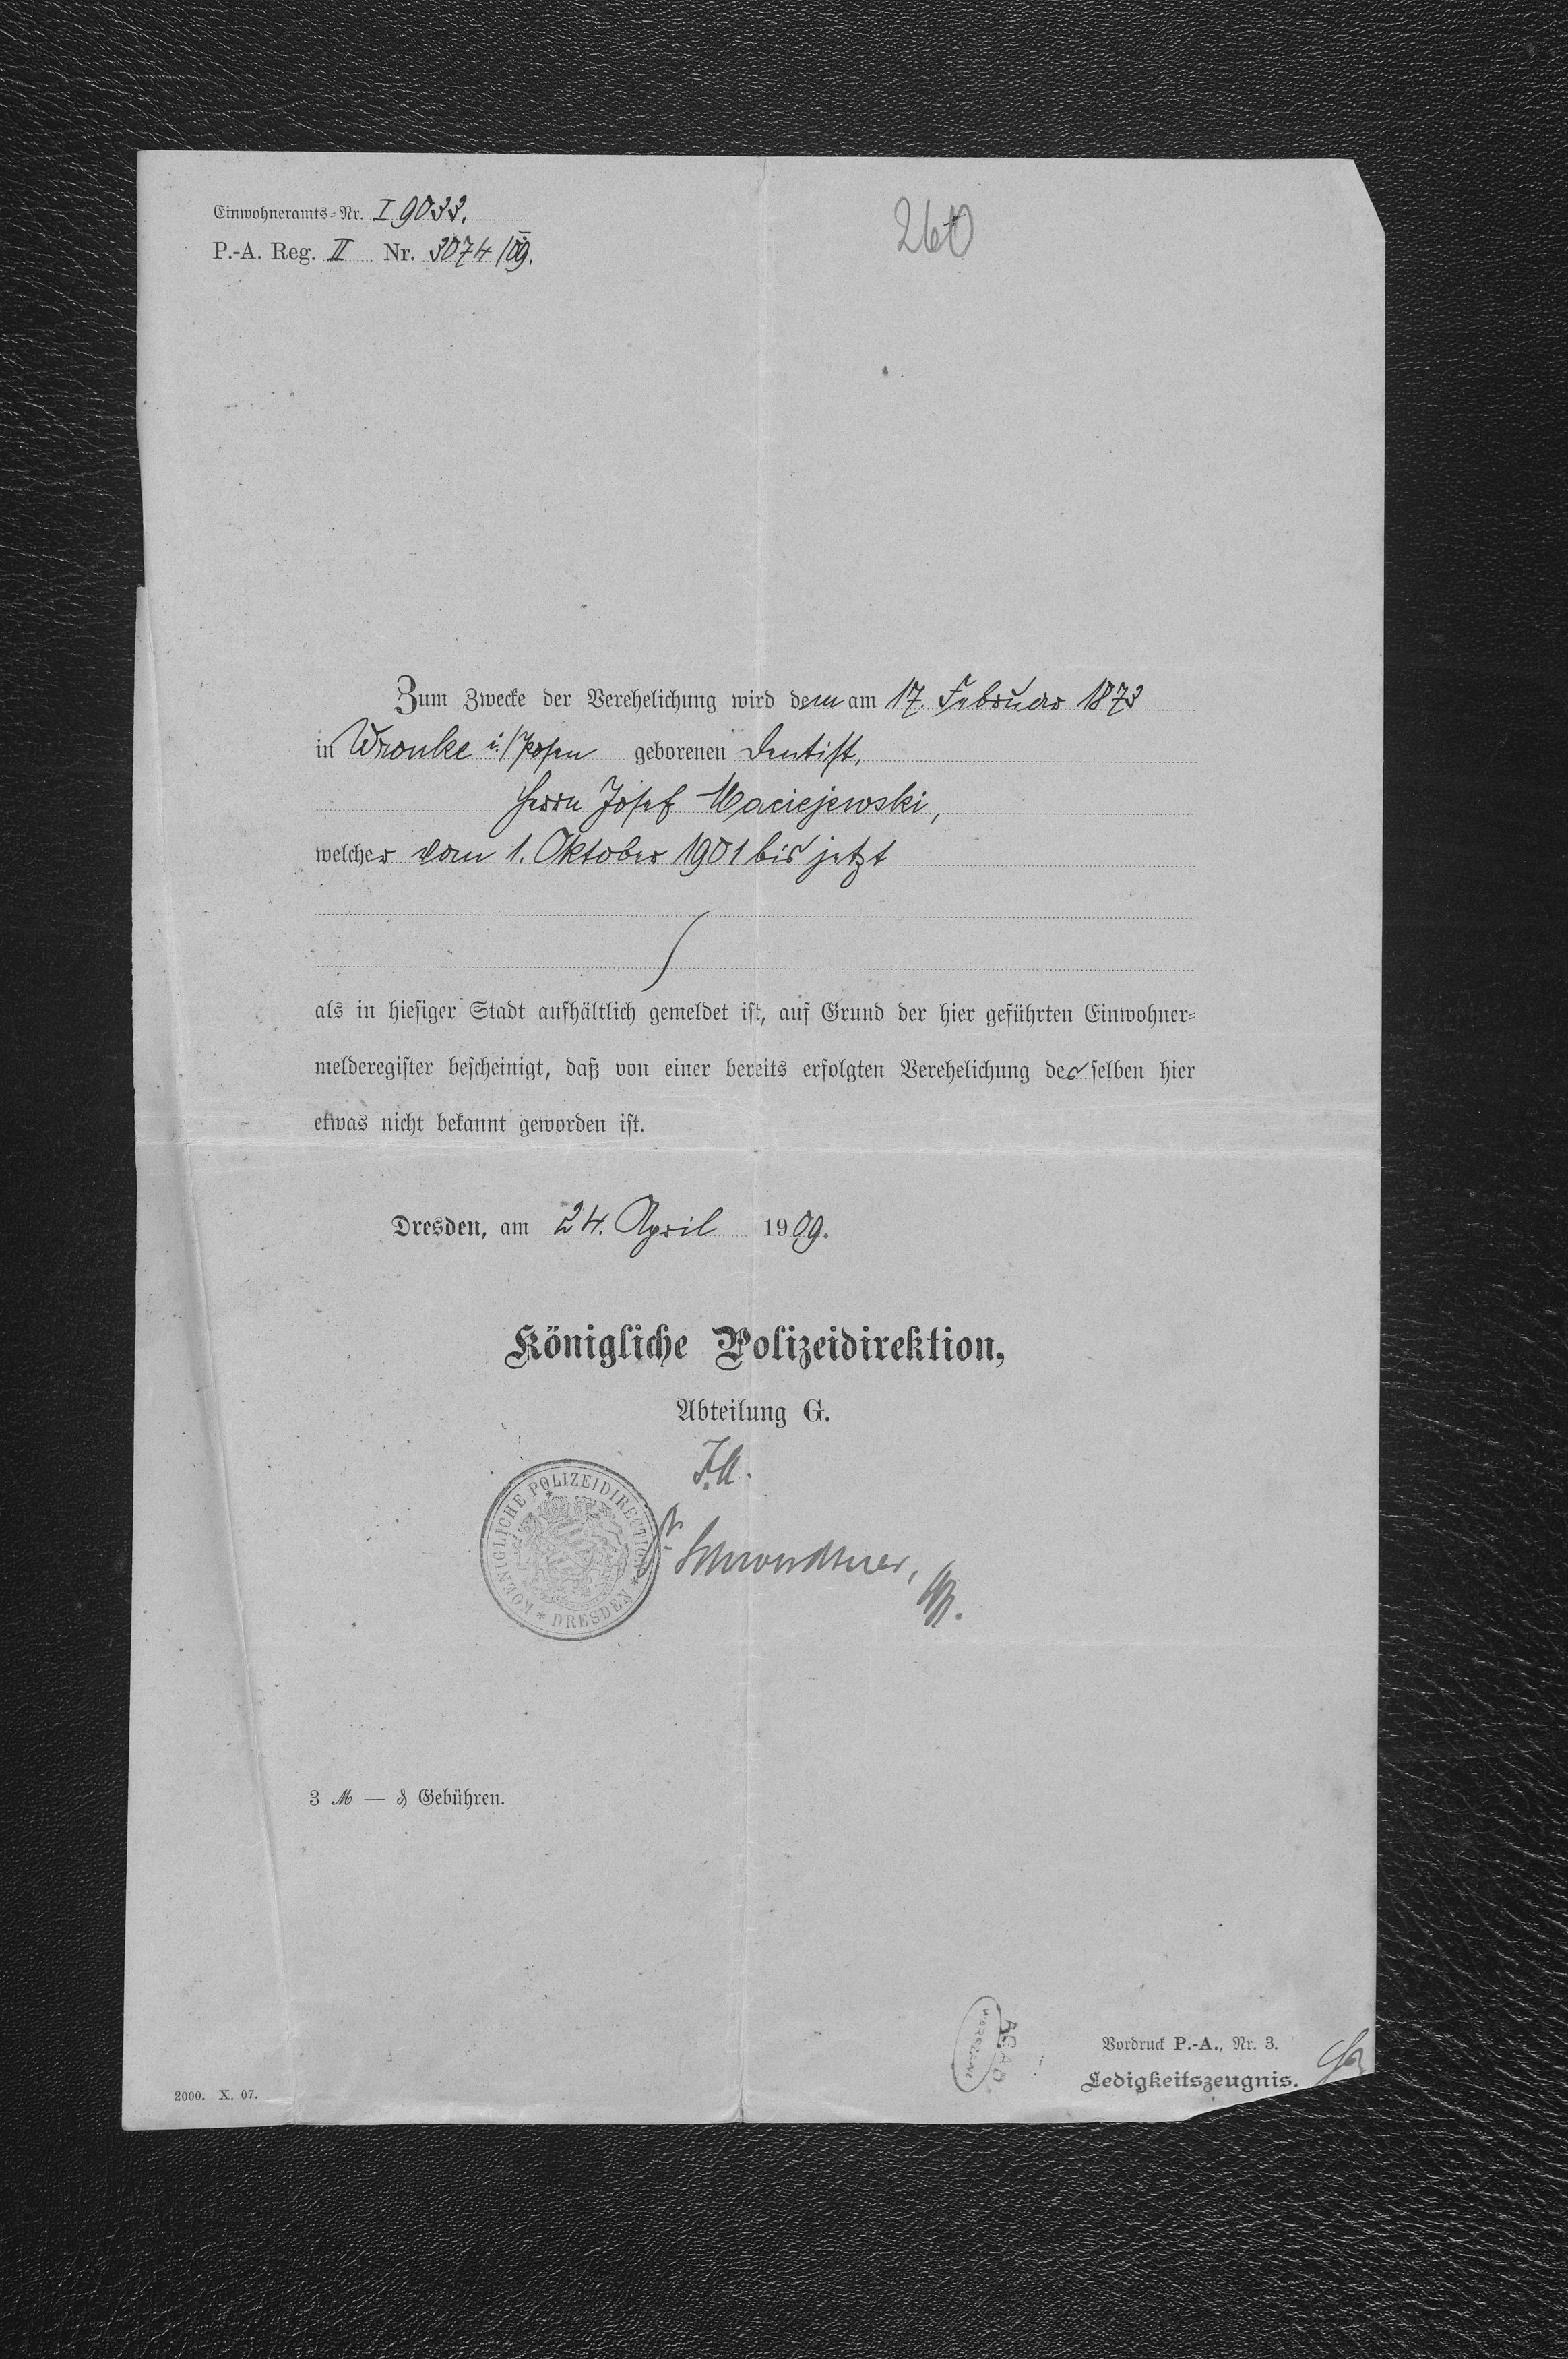 Einwohneramts-Nr. I 9033.
P.-A. Reg. II Nr. 3074/09.
260
Zum Zwecke der Verehelichung wird dem am 17. Februar 1873
in Wronke i./Posen geborenen Dentist,
Herrn Josef Maciejewski,
welcher vom 1. Oktober 1901 bis jetzt
als in hiesiger Stadt aufhältlich gemeldet ist, auf Grund der hier geführten Einwohner-
melderegister bescheinigt, daß von einer bereits erfolgten Verehelichung desselben hier
etwas nicht bekannt geworden ist.
Dresden, am 24. April 1909.
Königliche Polizeidirektion,
Abteilung G.
I.A.
KOENIGLICHE POLIZEIDIRECTION * DRESDEN *
3 M — ₰ Gebühren.
AGAD
WARSZAWA
Vordruck P.-A., Nr. 3.
Ledigkeitszeugnis.
2000. X. 07.